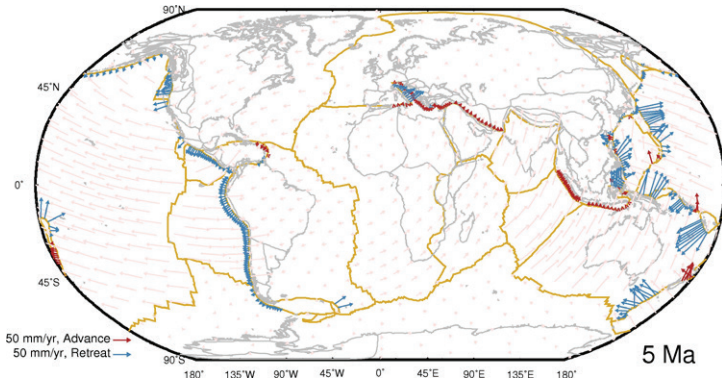 90˚N
45˚N
0˚
45˚S
50 mm/yr, Advance
50 mm/yr, Retreat
90˚S
5 Ma
180˚ 135˚W 90˚W 45˚W 0˚ 45˚E 90˚E 135˚E 180˚